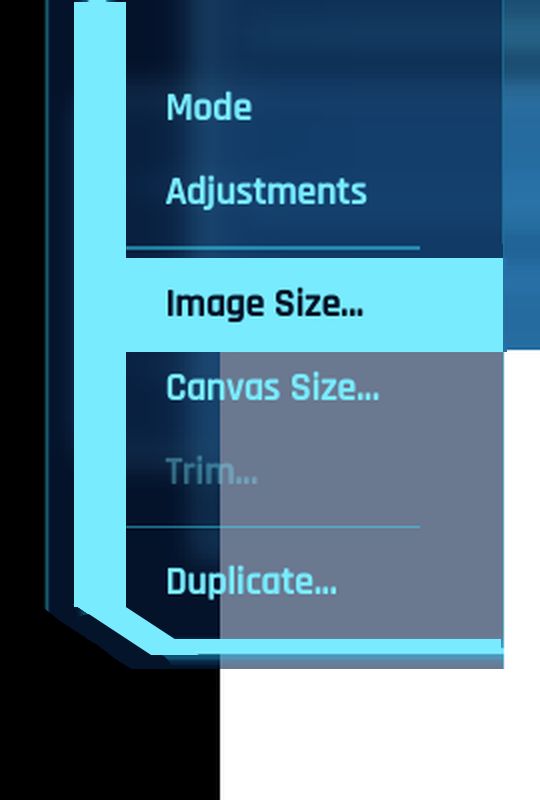 Mode
Adjustments
Image Size...
Canvas Size...
Trim...
Duplicate...